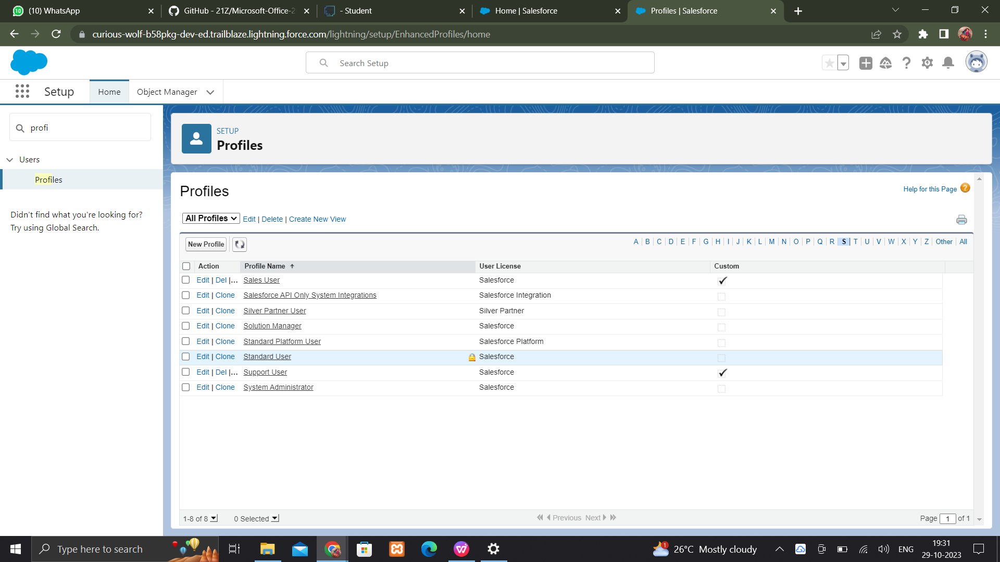 (10) WhatsApp
GitHub - 21Z/Microsoft-Office-2
- Student
Home | Salesforce
Profiles | Salesforce
curious-wolf-b58pkg-dev-ed.trailblaze.lightning.force.com/lightning/setup/EnhancedProfiles/home
Search Setup
Setup
Home
Object Manager
profi
Users
Profiles
Didn't find what you're looking for?
Try using Global Search.
SETUP
Profiles
Profiles
Help for this Page ?
All Profiles Edit | Delete | Create New View
New Profile
A | B | C | D | E | F | G | H | I | J | K | L | M | N | O | P | Q | R | S | T | U | V | W | X | Y | Z | Other | All
Action Profile Name ↑ User License Custom
Edit | Del |... Sales User Salesforce ✓
Edit | Clone Salesforce API Only System Integrations Salesforce Integration
Edit | Clone Silver Partner User Silver Partner
Edit | Clone Solution Manager Salesforce
Edit | Clone Standard Platform User Salesforce Platform
Edit | Clone Standard User Salesforce
Edit | Del |... Support User Salesforce ✓
Edit | Clone System Administrator Salesforce
1-8 of 8 0 Selected Previous Next Page 1 of 1
Type here to search
1
26°C Mostly cloudy
ENG
19:31
29-10-2023